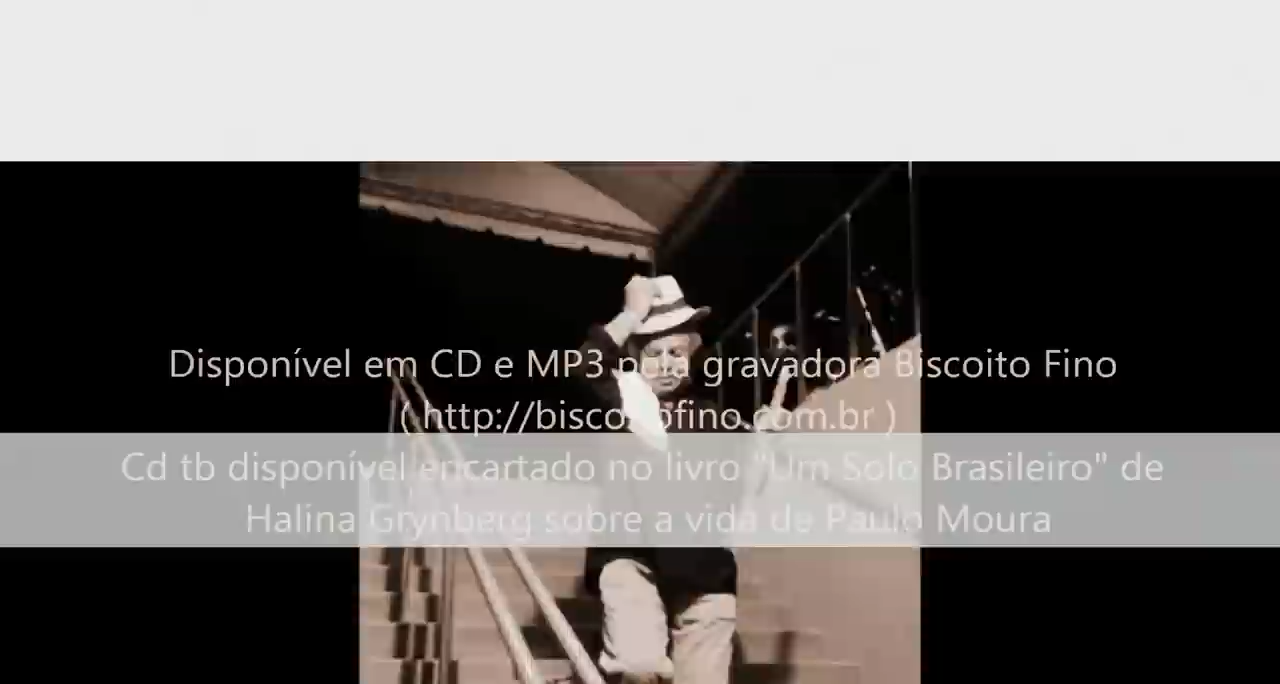 Disponível em CD e MP3 pela gravadora Biscoito Fino
( http://biscoitofino.com.br )
Cd tb disponível encartado no livro "Um Solo Brasileiro" de
Halina Grynberg sobre a vida de Paulo Moura